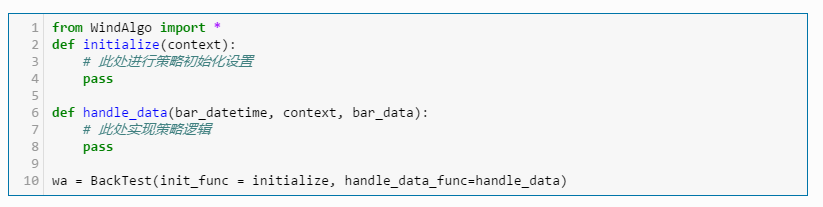 1 from WindAlgo import *
2 def initialize(context):
3     # 此处进行策略初始化设置
4     pass
5
6 def handle_data(bar_datetime, context, bar_data):
7     # 此处实现策略逻辑
8     pass
9
10 wa = BackTest(init_func = initialize, handle_data_func=handle_data)